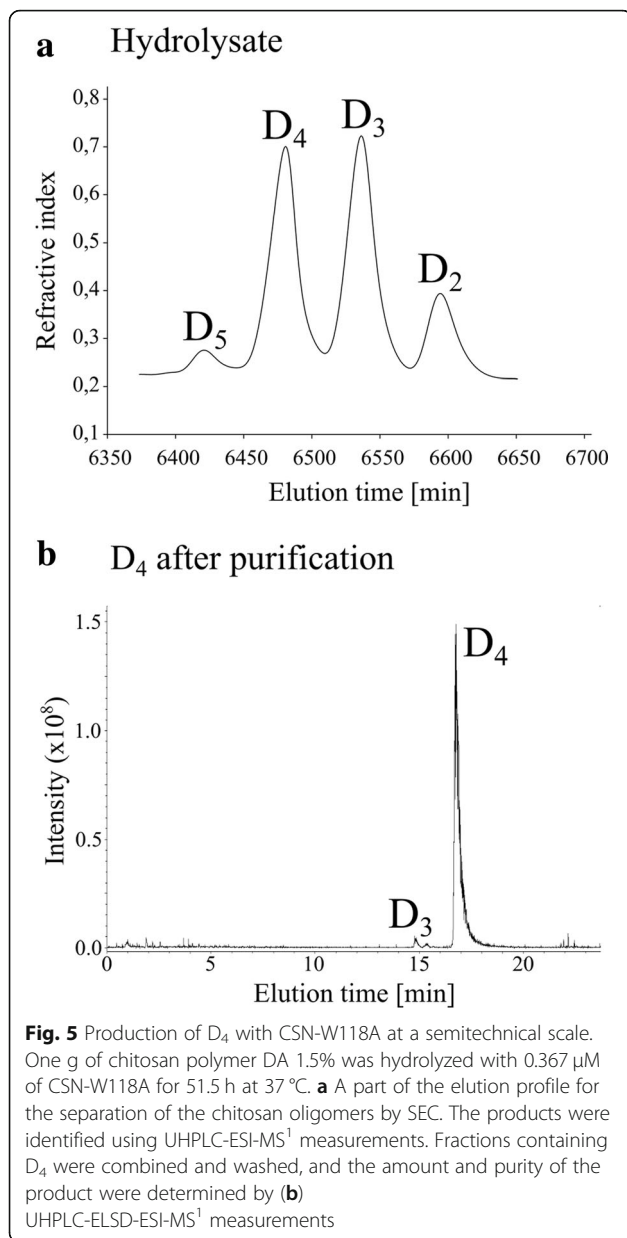 a Hydrolysate
0,8
0,7
0,6
0,5
0,4
0,3
0,2
0,1
Refractive index
D₅
D₄
D₃
D₂
6350 6400 6450 6500 6550 6600 6650 6700
Elution time [min]
b D₄ after purification
1.5
1.0
0.5
0.0
Intensity (x10⁸)
D₃
D₄
0 5 10 15 20
Elution time [min]
Fig. 5 Production of D₄ with CSN-W118A at a semitechnical scale.
One g of chitosan polymer DA 1.5% was hydrolyzed with 0.367 μM
of CSN-W118A for 51.5 h at 37 °C. a A part of the elution profile for
the separation of the chitosan oligomers by SEC. The products were
identified using UHPLC-ESI-MS¹ measurements. Fractions containing
D₄ were combined and washed, and the amount and purity of the
product were determined by (b)
UHPLC-ELSD-ESI-MS¹ measurements